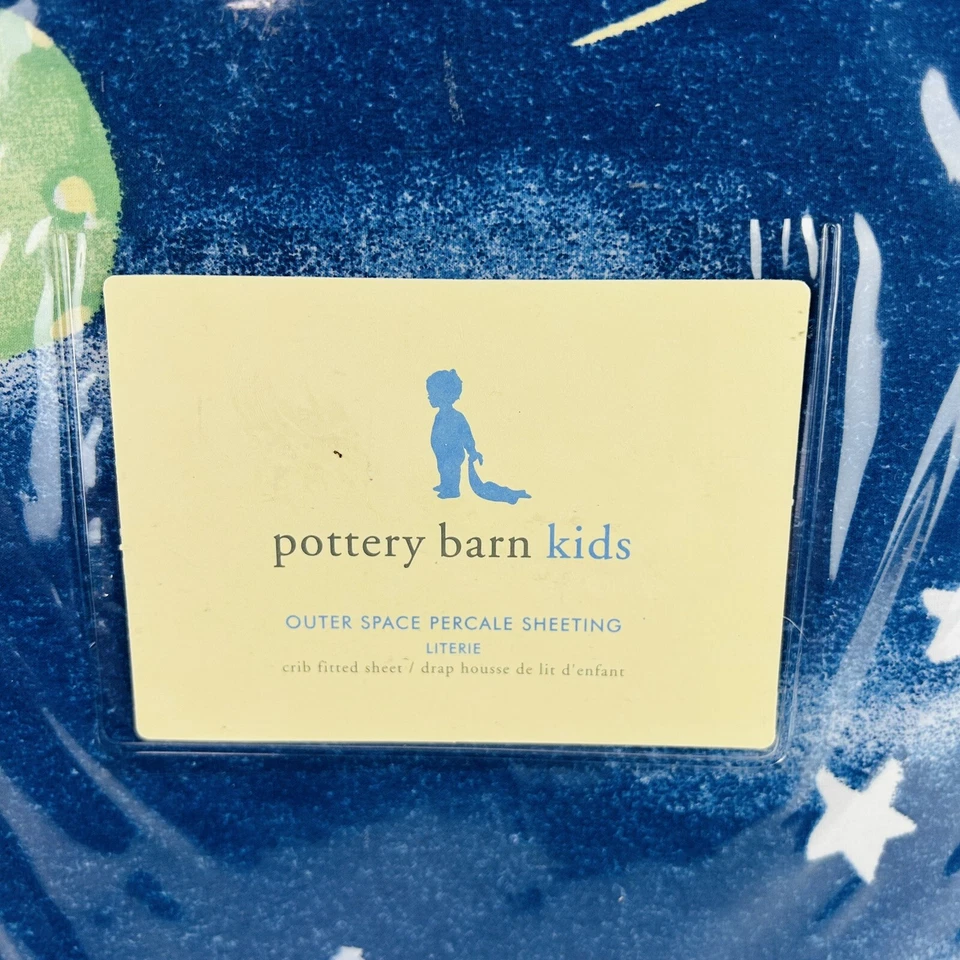 pottery barn kids
OUTER SPACE PERCALE SHEETING
LITERIE
crib fitted sheet / drap housse de lit d'enfant